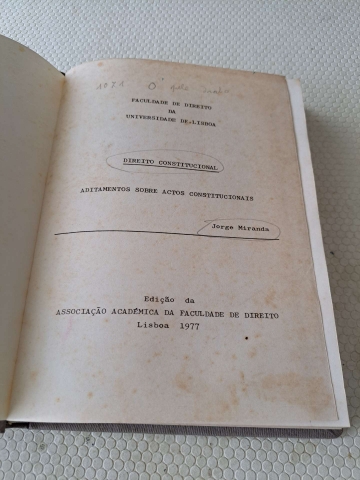 FACULDADE DE DIREITO
DA
UNIVERSIDADE DE LISBOA
DIREITO CONSTITUCIONAL
ADITAMENTOS SOBRE ACTOS CONSTITUCIONAIS
Jorge Miranda
Edição da
ASSOCIAÇÃO ACADÉMICA DA FACULDADE DE DIREITO
Lisboa 1977